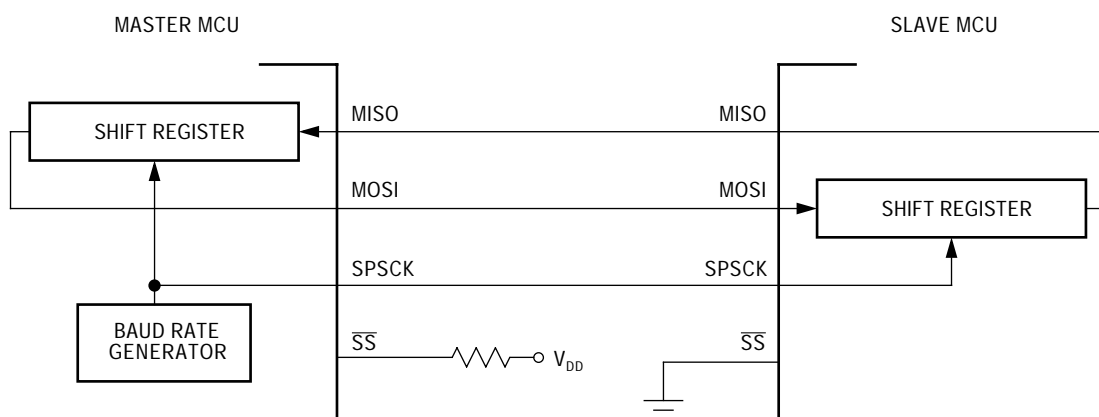 MASTER MCU
SLAVE MCU
SHIFT REGISTER
MISO
MISO
MOSI
MOSI
SHIFT REGISTER
SPSCK
SPSCK
BAUD RATE
GENERATOR
SS
VDD
SS